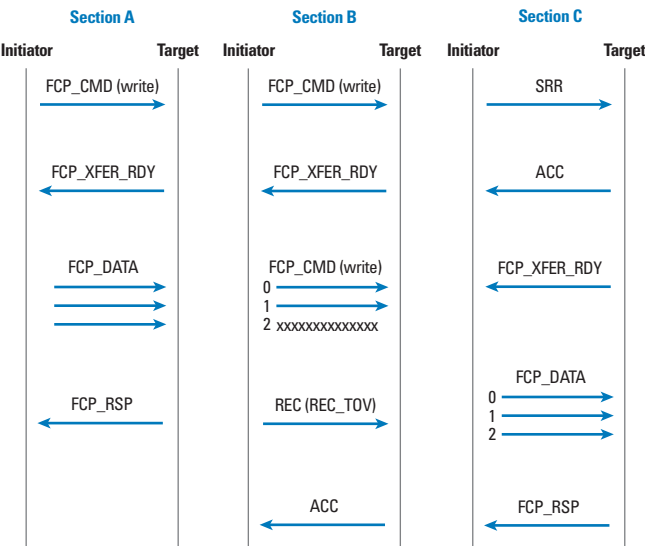 Section A
Section B
Section C
Initiator Target
Initiator Target
Initiator Target
FCP_CMD (write)
FCP_CMD (write)
SRR
FCP_XFER_RDY
FCP_XFER_RDY
ACC
FCP_DATA
FCP_CMD (write)
FCP_XFER_RDY
0
1
2 xxxxxxxxxxxxxx
FCP_DATA
0
1
2
FCP_RSP
REC (REC_TOV)
ACC
FCP_RSP